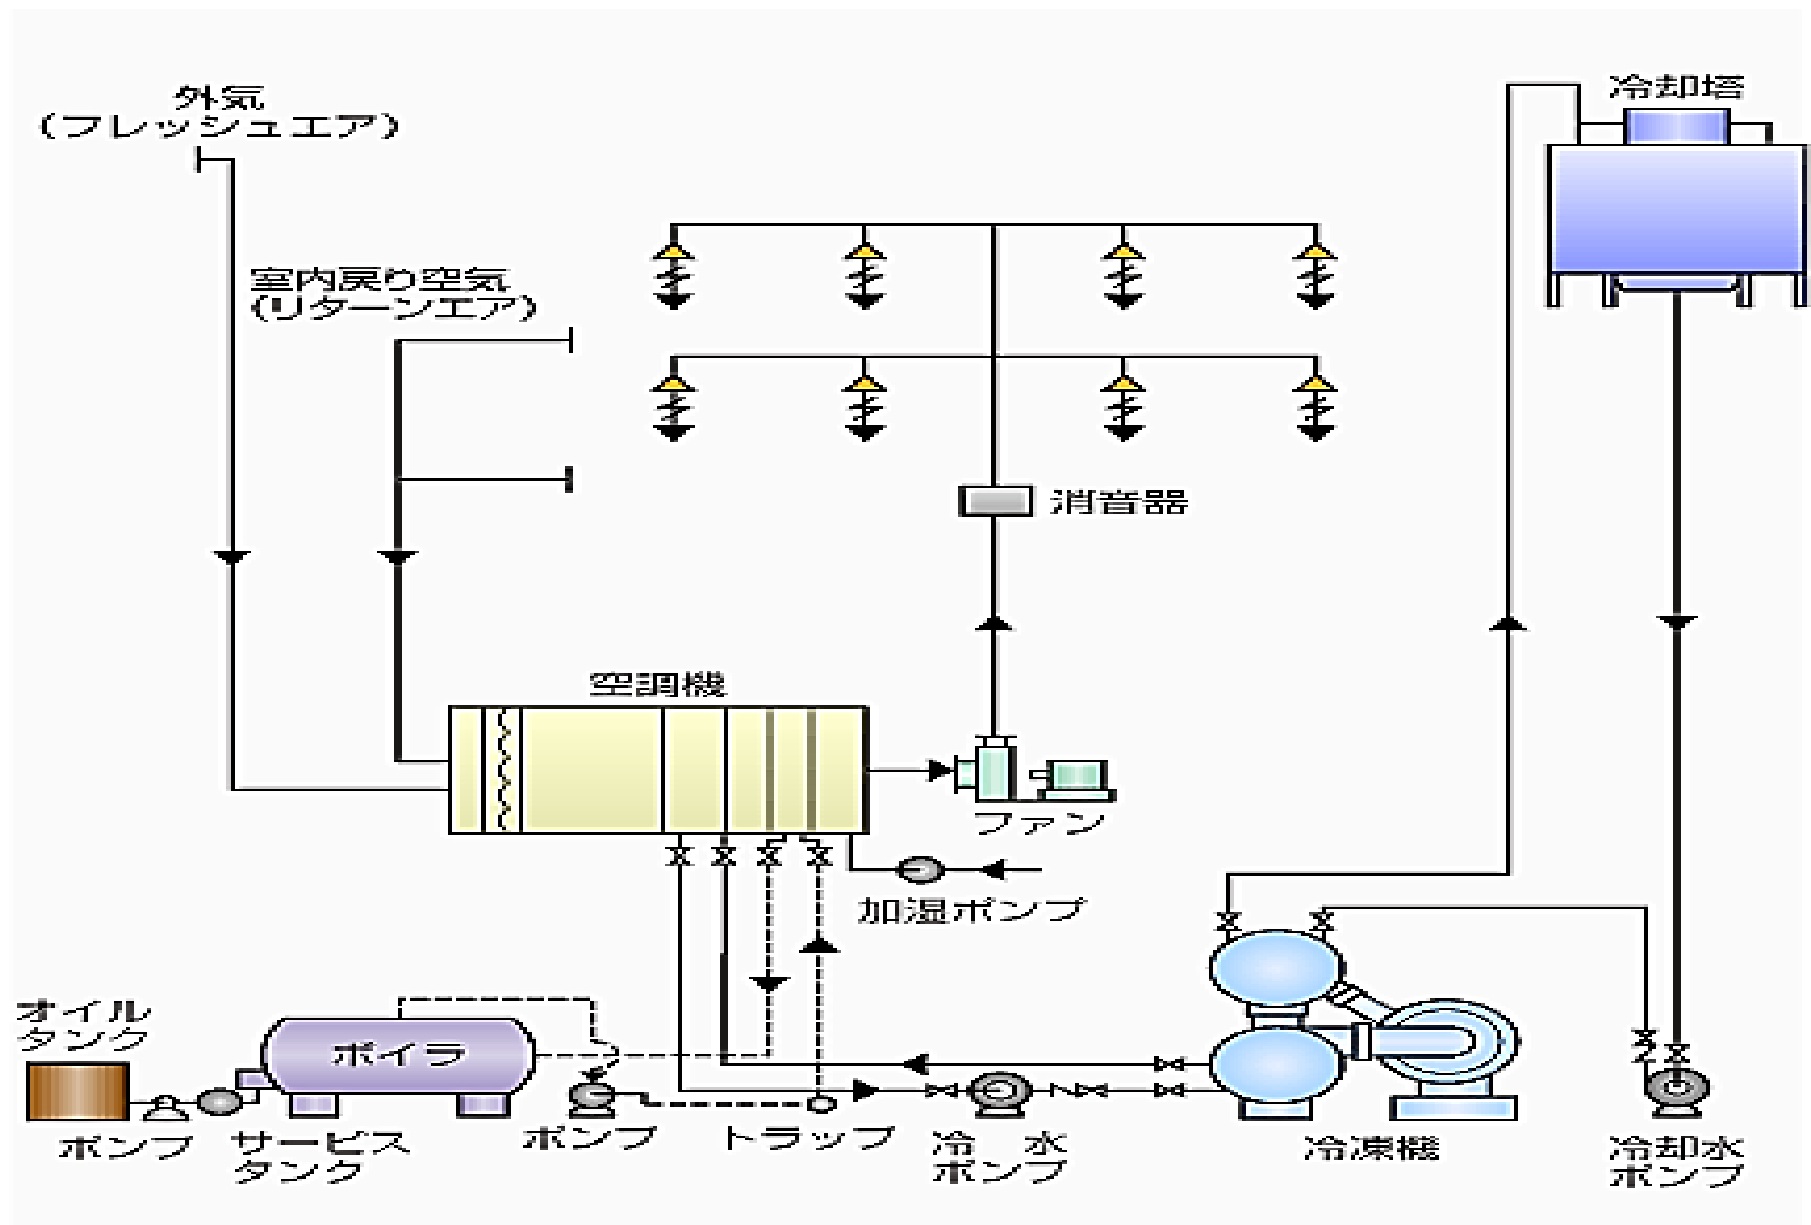 外気
(フレッシュエア)
冷却塔
室内戻り空気
(リターンエア)
消音器
空調機
ファン
加湿ポンプ
オイル
タンク
ボイラ
ポンプ
サービス
タンク
ポンプ
トラップ
冷 水
ポンプ
冷凍機
冷却水
ポンプ